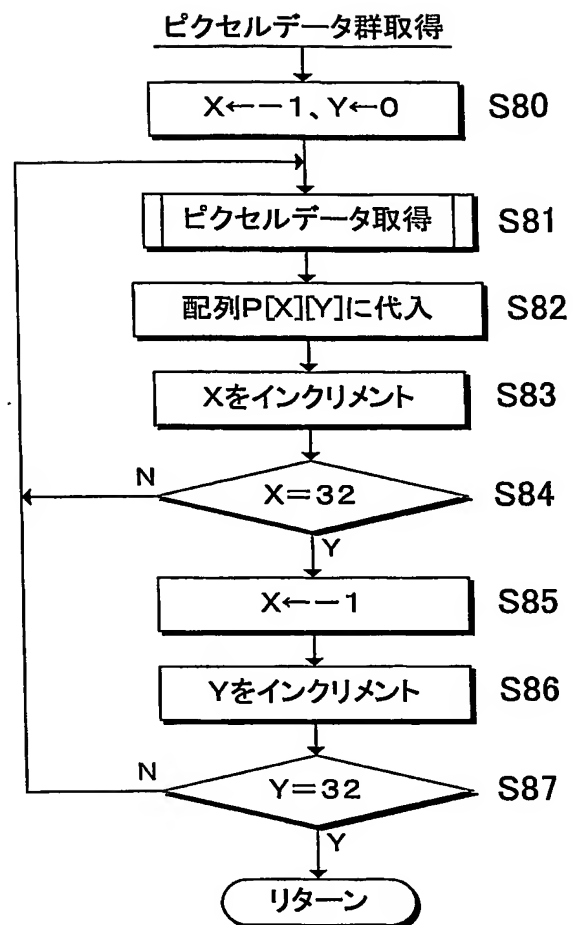 ピクセルデータ群取得
X←−1、Y←0 S80
ピクセルデータ取得 S81
配列P[X][Y]に代入 S82
Xをインクリメント S83
N
X=32 S84
Y
X←−1 S85
Yをインクリメント S86
N
Y=32 S87
Y
リターン